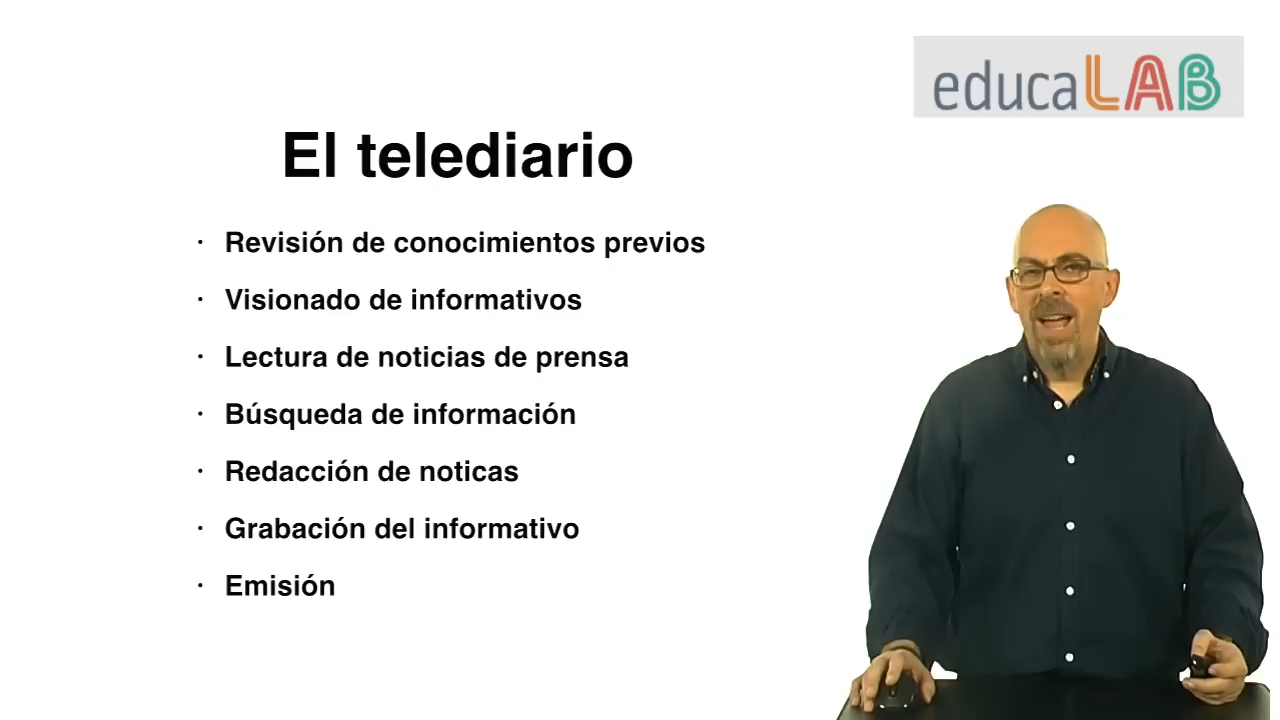 educaLAB
El telediario
· Revisión de conocimientos previos
· Visionado de informativos
· Lectura de noticias de prensa
· Búsqueda de información
· Redacción de noticas
· Grabación del informativo
· Emisión